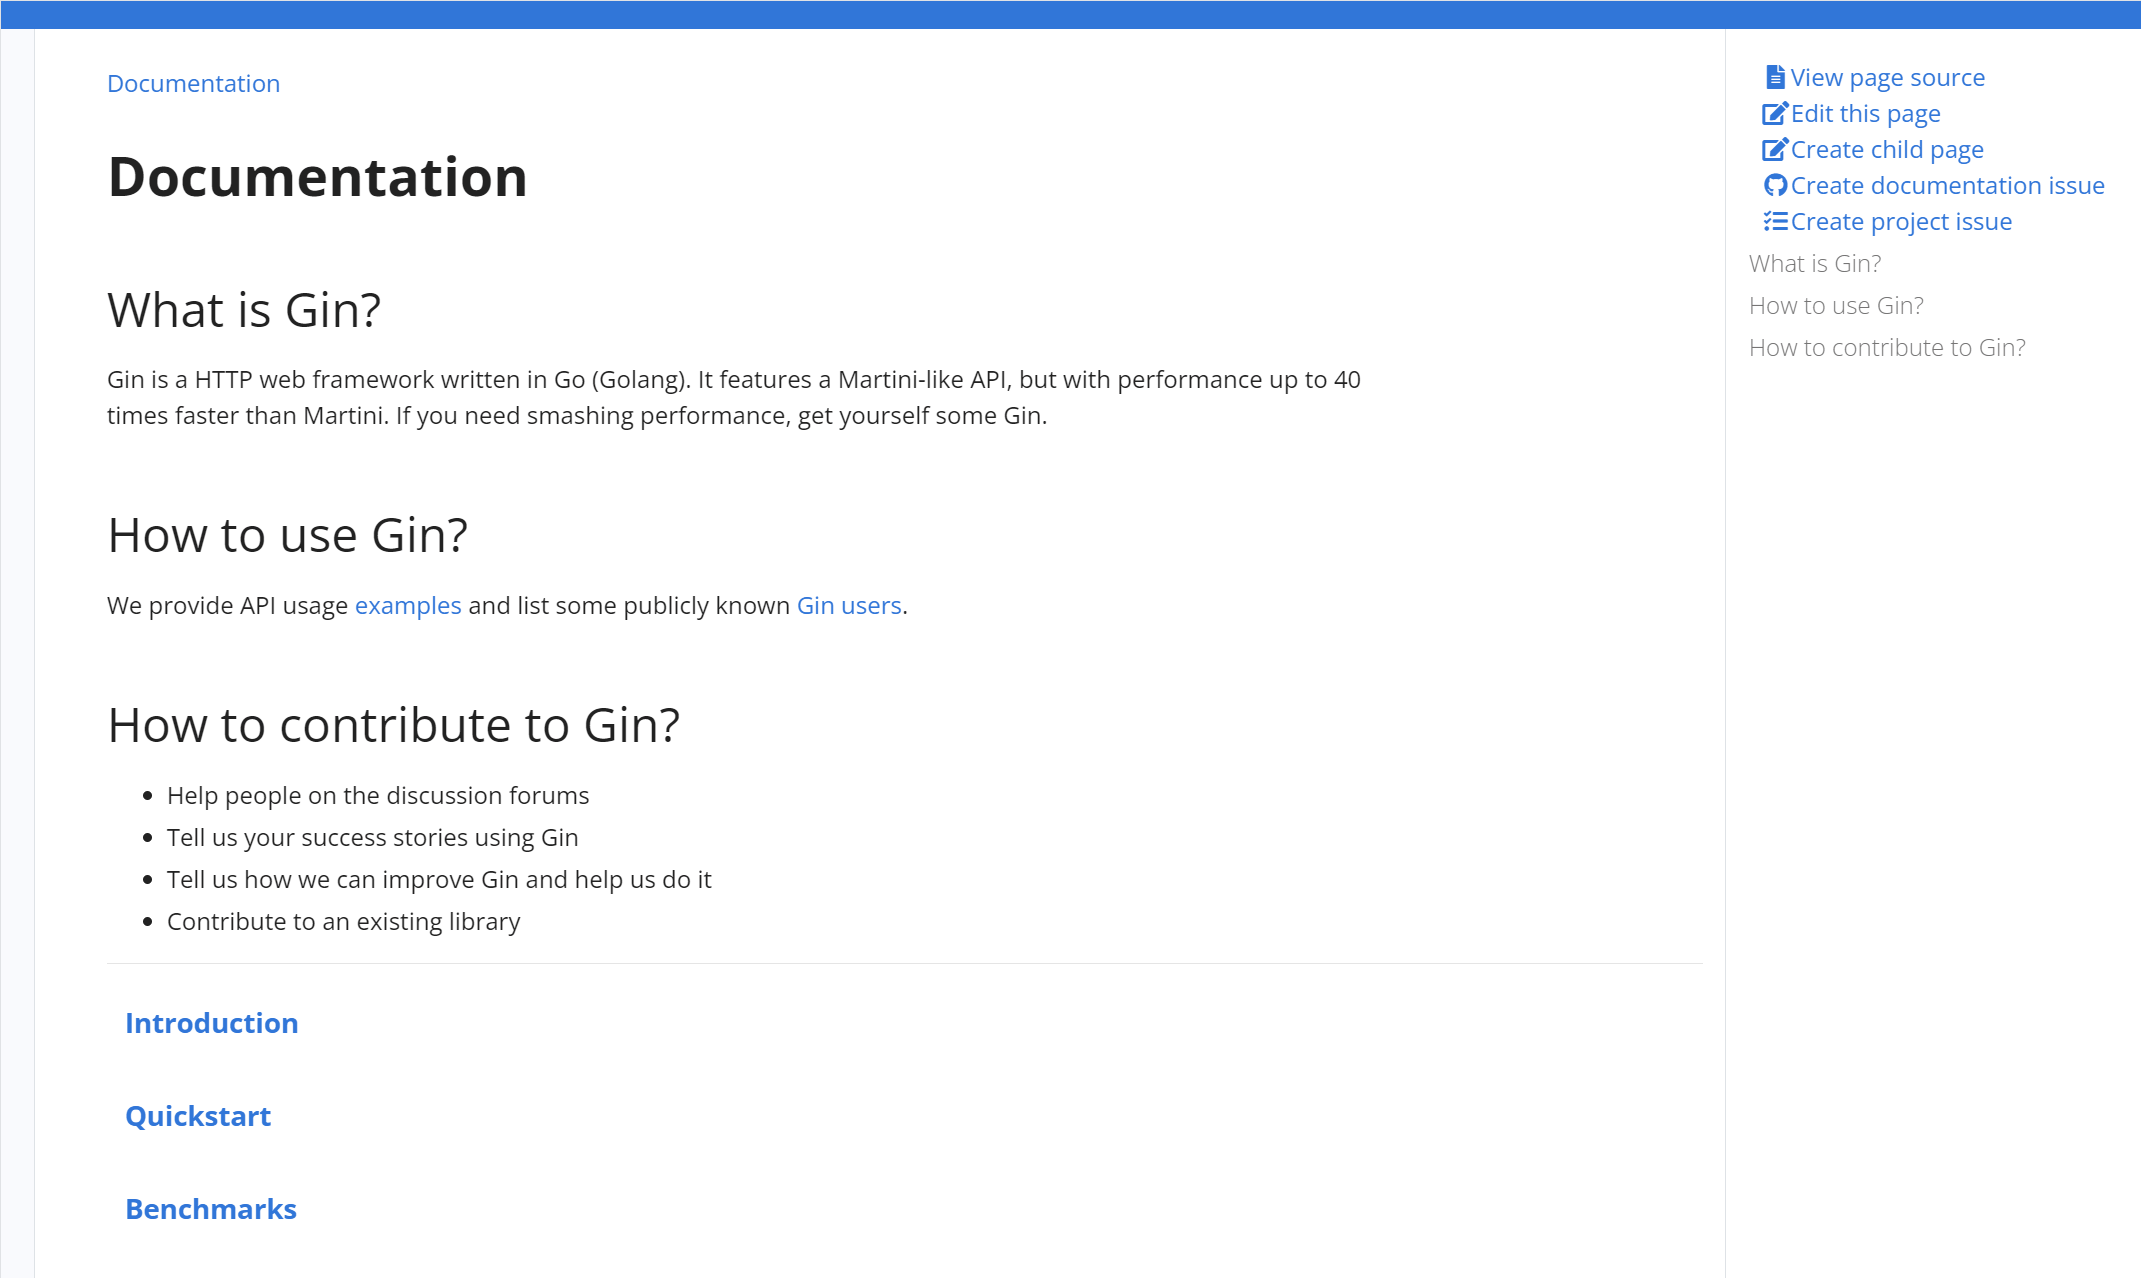 Documentation
Documentation
What is Gin?
Gin is a HTTP web framework written in Go (Golang). It features a Martini-like API, but with performance up to 40
times faster than Martini. If you need smashing performance, get yourself some Gin.
How to use Gin?
We provide API usage examples and list some publicly known Gin users.
How to contribute to Gin?
Help people on the discussion forums
Tell us your success stories using Gin
Tell us how we can improve Gin and help us do it
Contribute to an existing library
Introduction
Quickstart
Benchmarks
View page source
Edit this page
Create child page
Create documentation issue
Create project issue
What is Gin?
How to use Gin?
How to contribute to Gin?